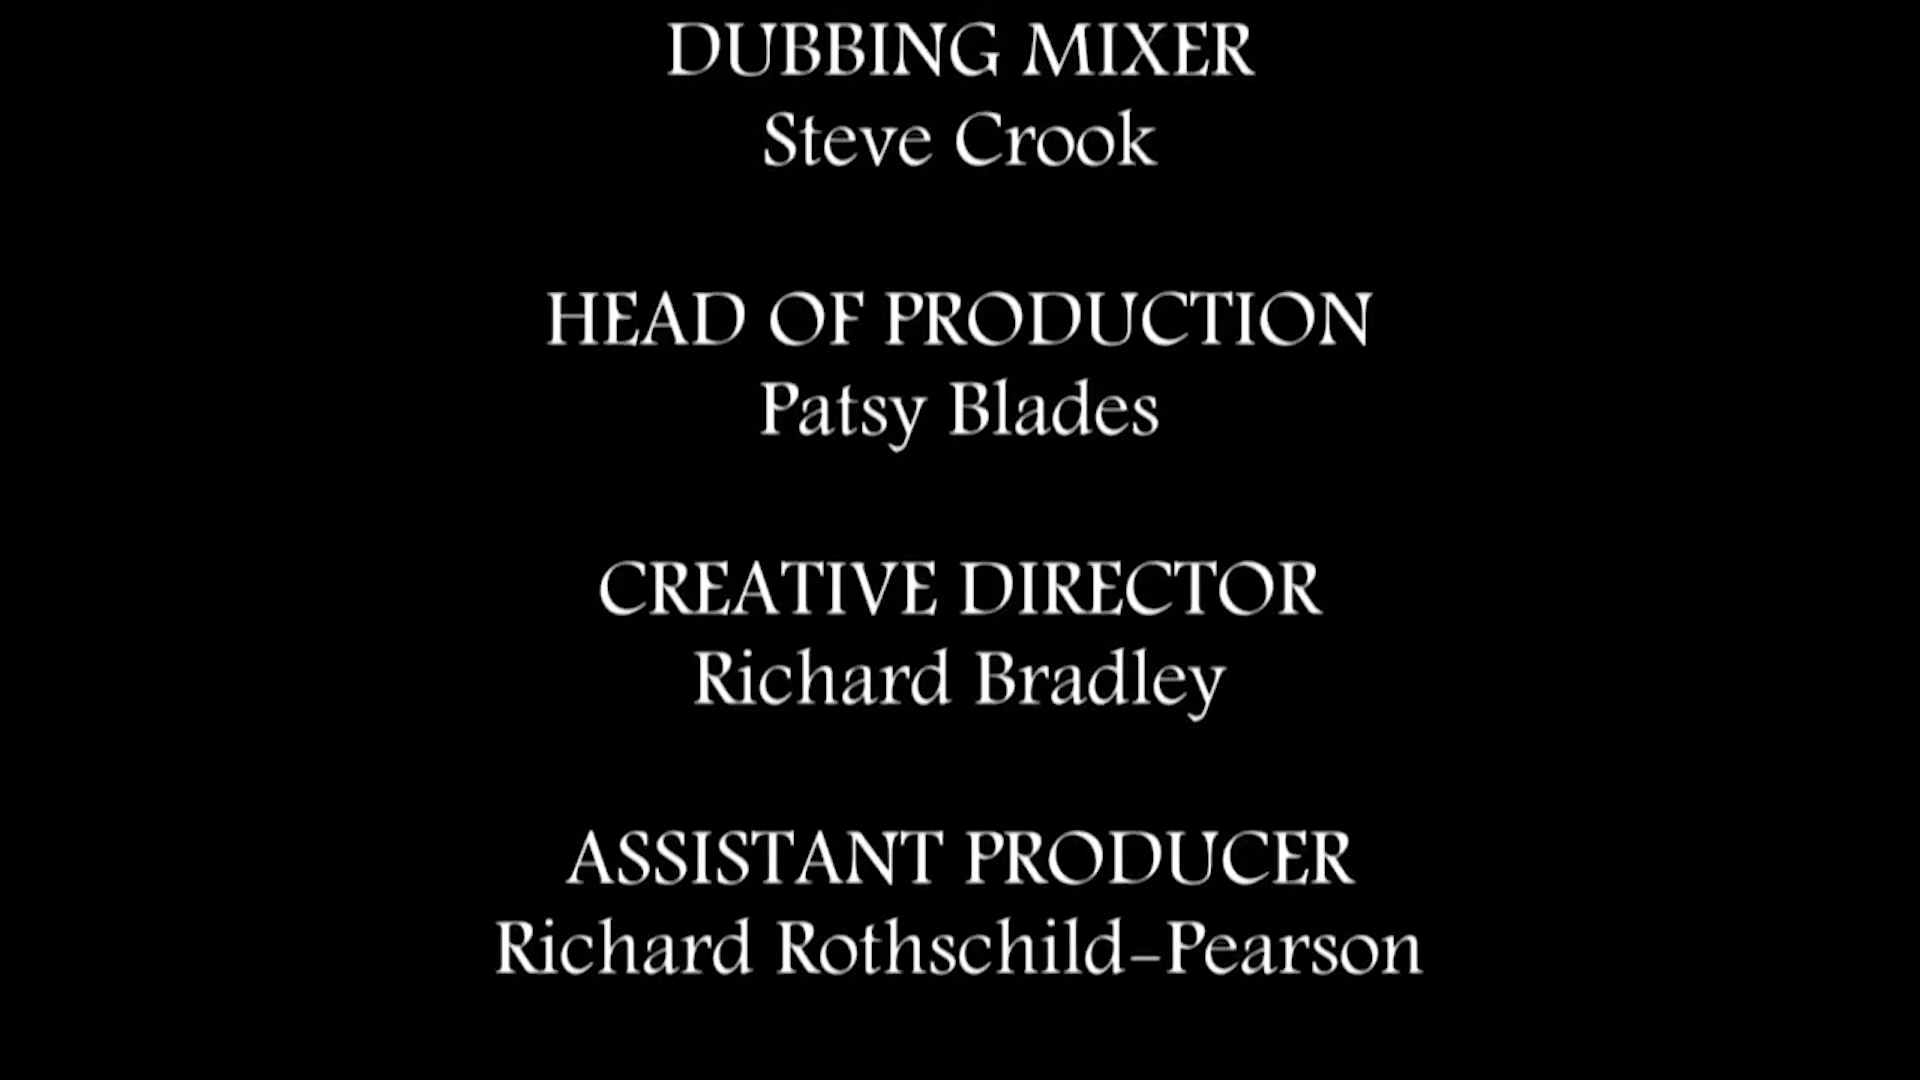 DUBBING MIXER
Steve Crook
HEAD OF PRODUCTION
Patsy Blades
CREATIVE DIRECTOR
Richard Bradley
ASSISTANT PRODUCER
Richard Rothschild-Pearson